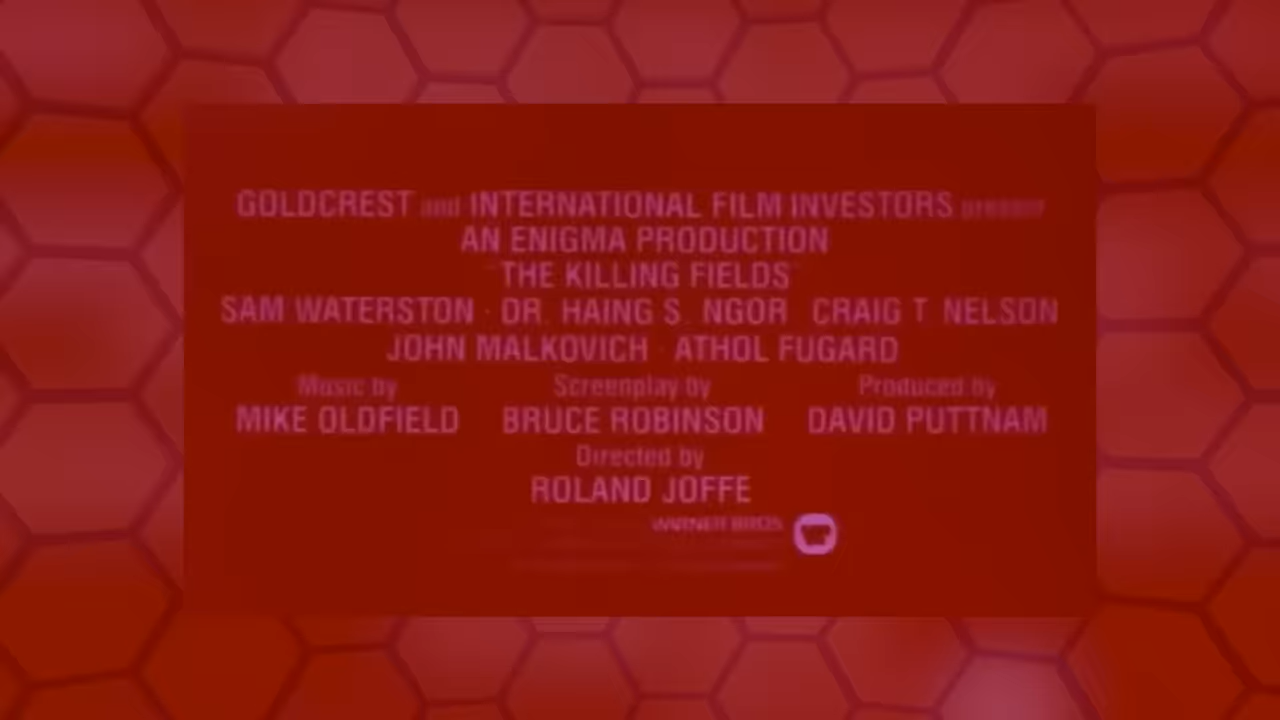 GOLDCREST and INTERNATIONAL FILM INVESTORS present
AN ENIGMA PRODUCTION
"THE KILLING FIELDS"
SAM WATERSTON · DR. HAING S. NGOR · CRAIG T. NELSON
JOHN MALKOVICH · ATHOL FUGARD
Music by Screenplay by Produced by
MIKE OLDFIELD BRUCE ROBINSON DAVID PUTTNAM
Directed by
ROLAND JOFFE
WARNER BROS